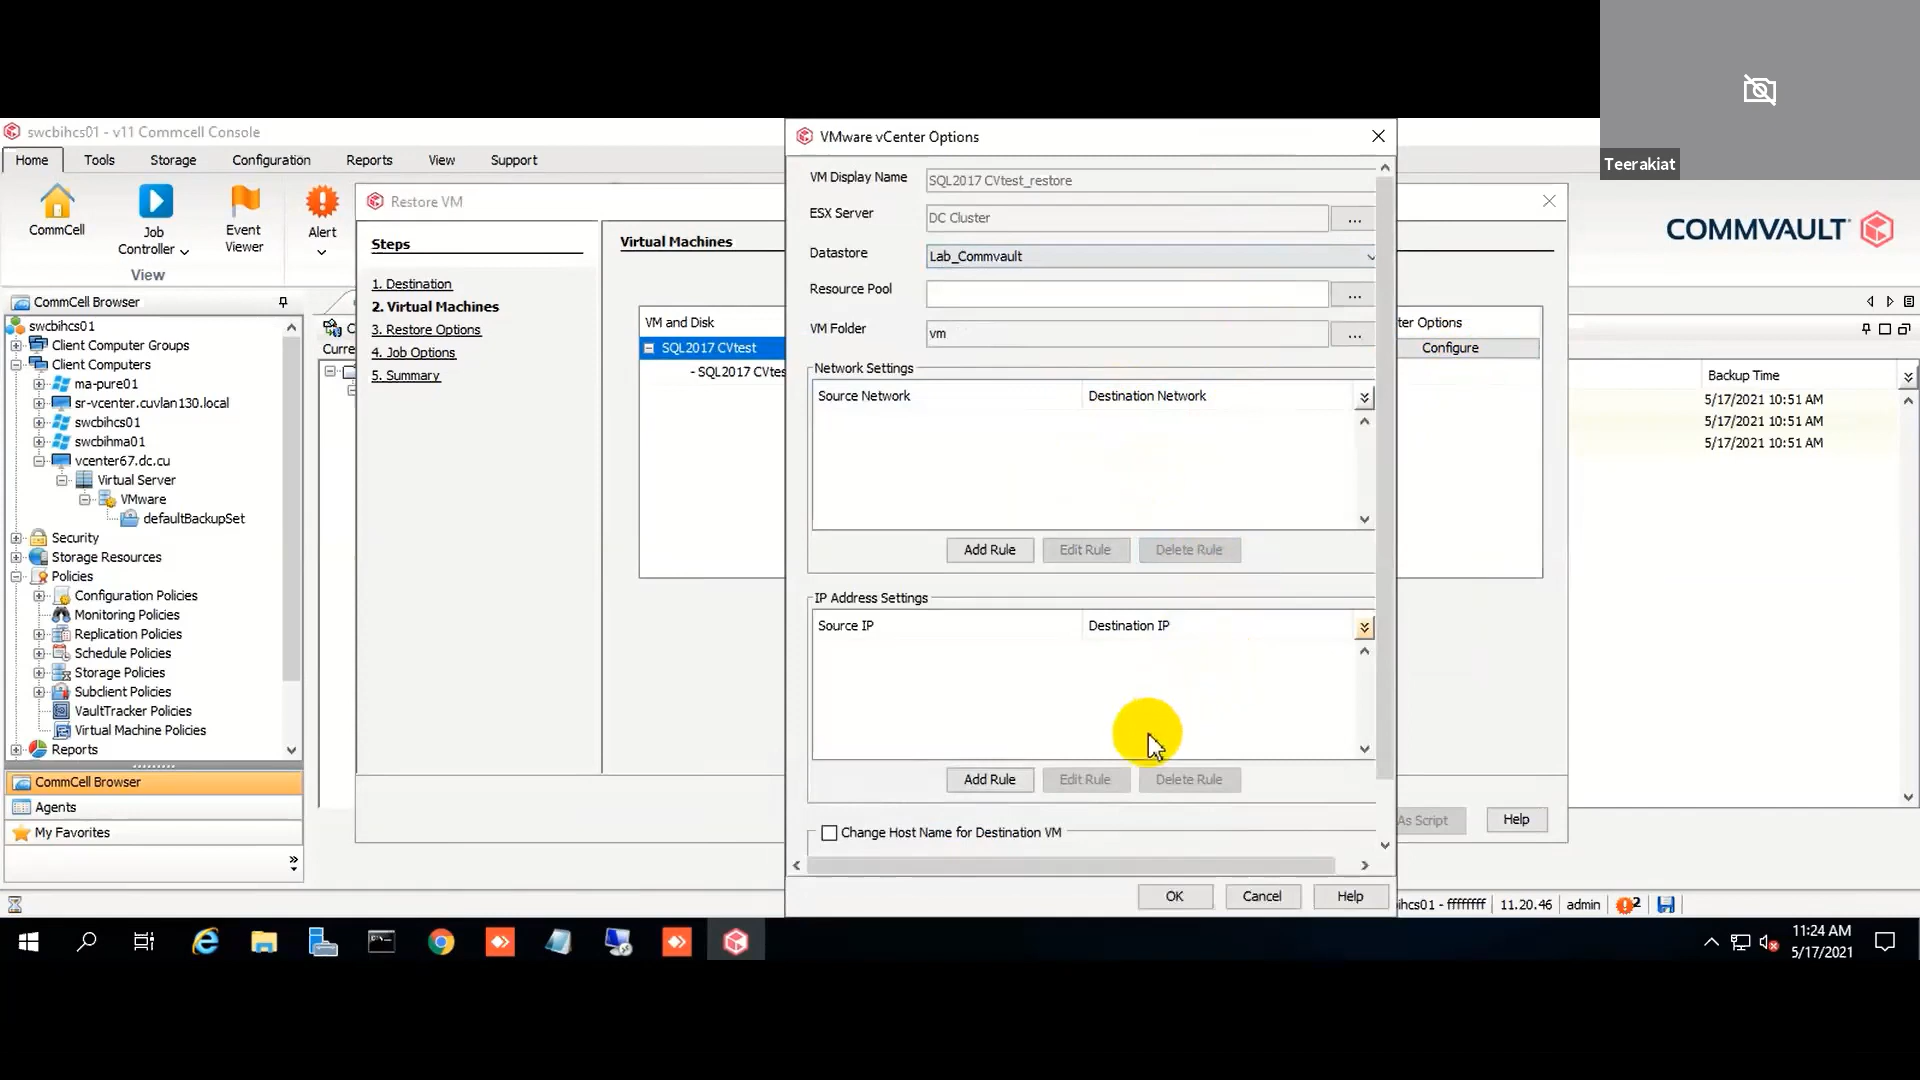 Teerakiat
swcbihcs01 - v11 Commcell Console
Home Tools Storage Configuration Reports View Support
CommCell
Job Controller
Event Viewer
Alert
View
COMMVAULT
CommCell Browser
swcbihcs01
Client Computer Groups
Client Computers
ma-pure01
sr-vcenter.cuvlan130.local
swcbihcs01
swcbihma01
vcenter67.dc.cu
Virtual Server
VMware
defaultBackupSet
Security
Storage Resources
Policies
Configuration Policies
Monitoring Policies
Replication Policies
Schedule Policies
Storage Policies
Subclient Policies
VaultTracker Policies
Virtual Machine Policies
Reports
CommCell Browser
Agents
My Favorites
C
Curre
Restore VM
Steps
1. Destination
2. Virtual Machines
3. Restore Options
4. Job Options
5. Summary
Virtual Machines
VM and Disk
SQL2017 CVtest
- SQL2017 CVtes
ter Options
Configure
As Script
Help
VMware vCenter Options
VM Display Name SQL2017 CVtest_restore
ESX Server DC Cluster ...
Datastore Lab_Commvault
Resource Pool ...
VM Folder vm ...
Network Settings
Source Network Destination Network
Add Rule Edit Rule Delete Rule
IP Address Settings
Source IP Destination IP
Add Rule Edit Rule Delete Rule
Change Host Name for Destination VM
OK Cancel Help
Backup Time
5/17/2021 10:51 AM
5/17/2021 10:51 AM
5/17/2021 10:51 AM
ihcs01 - ffffffff 11.20.46 admin 2
11:24 AM
5/17/2021